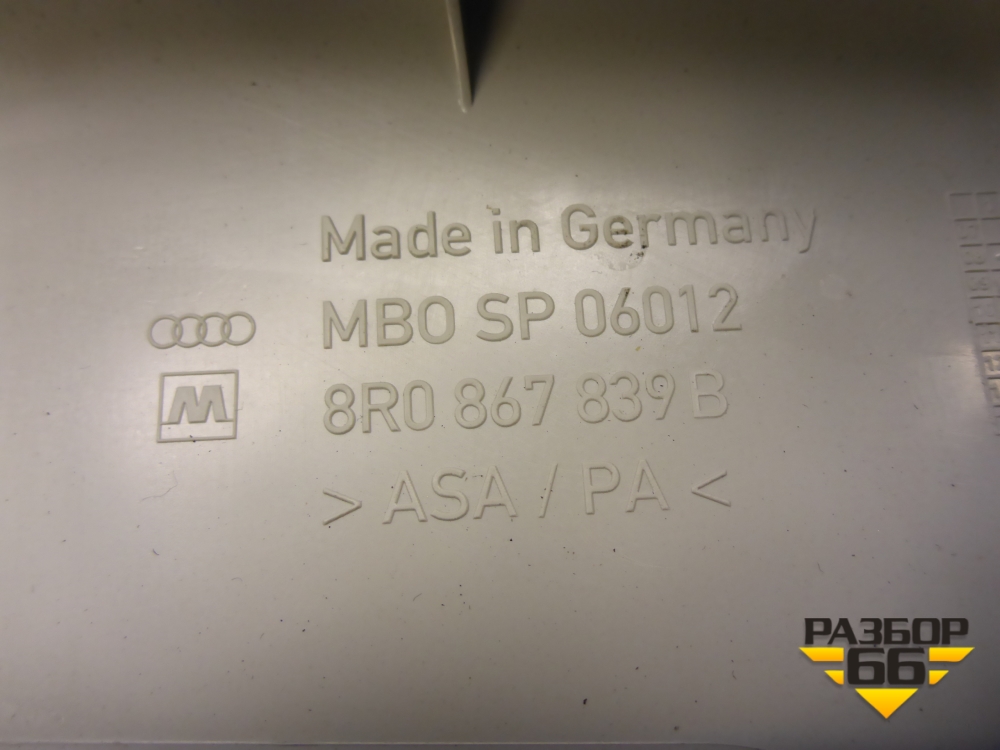 Made in Germany
MBO SP 06012
M
8R0 867 839 B
> ASA / PA <
РАЗБОР
66